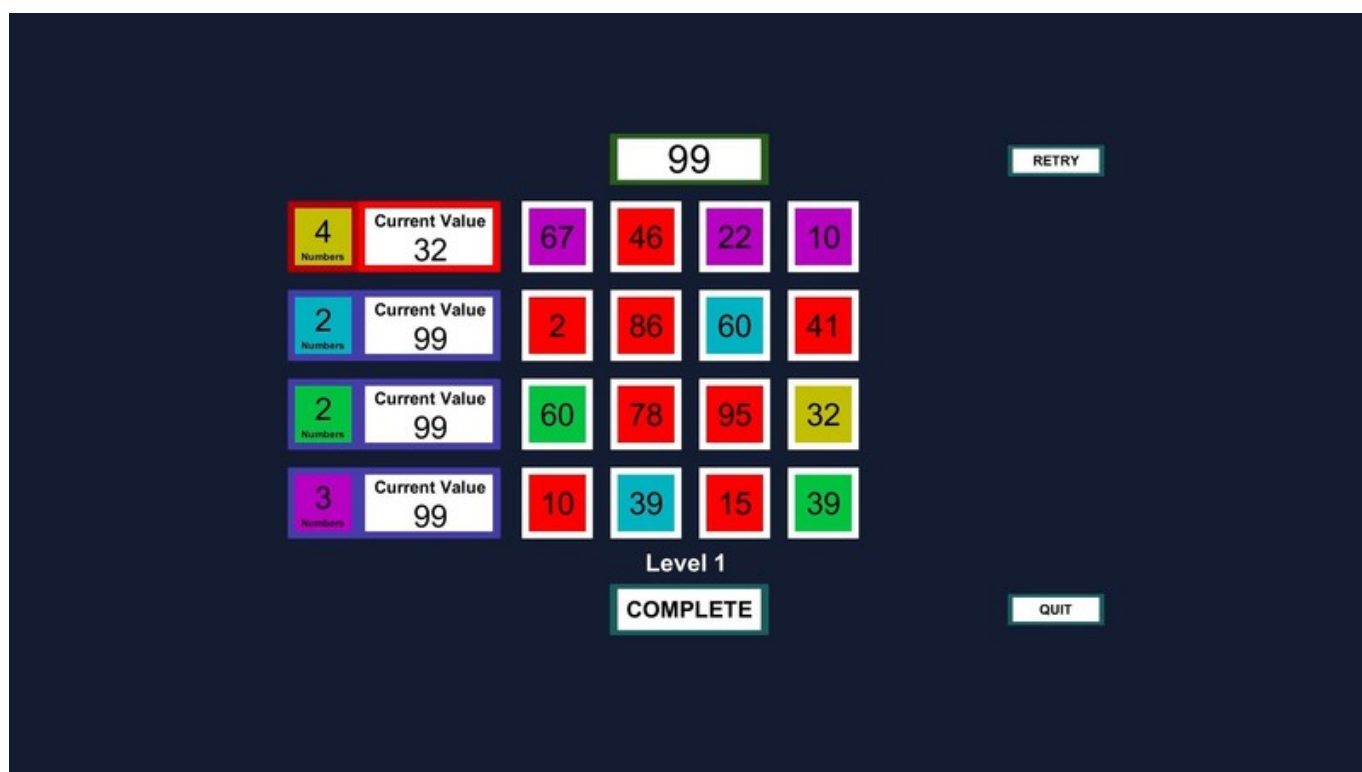 99
RETRY
4
Numbers
Current Value
32
67 46 22 10
2
Numbers
Current Value
99
2 86 60 41
2
Numbers
Current Value
99
60 78 95 32
3
Numbers
Current Value
99
10 39 15 39
Level 1
COMPLETE
QUIT